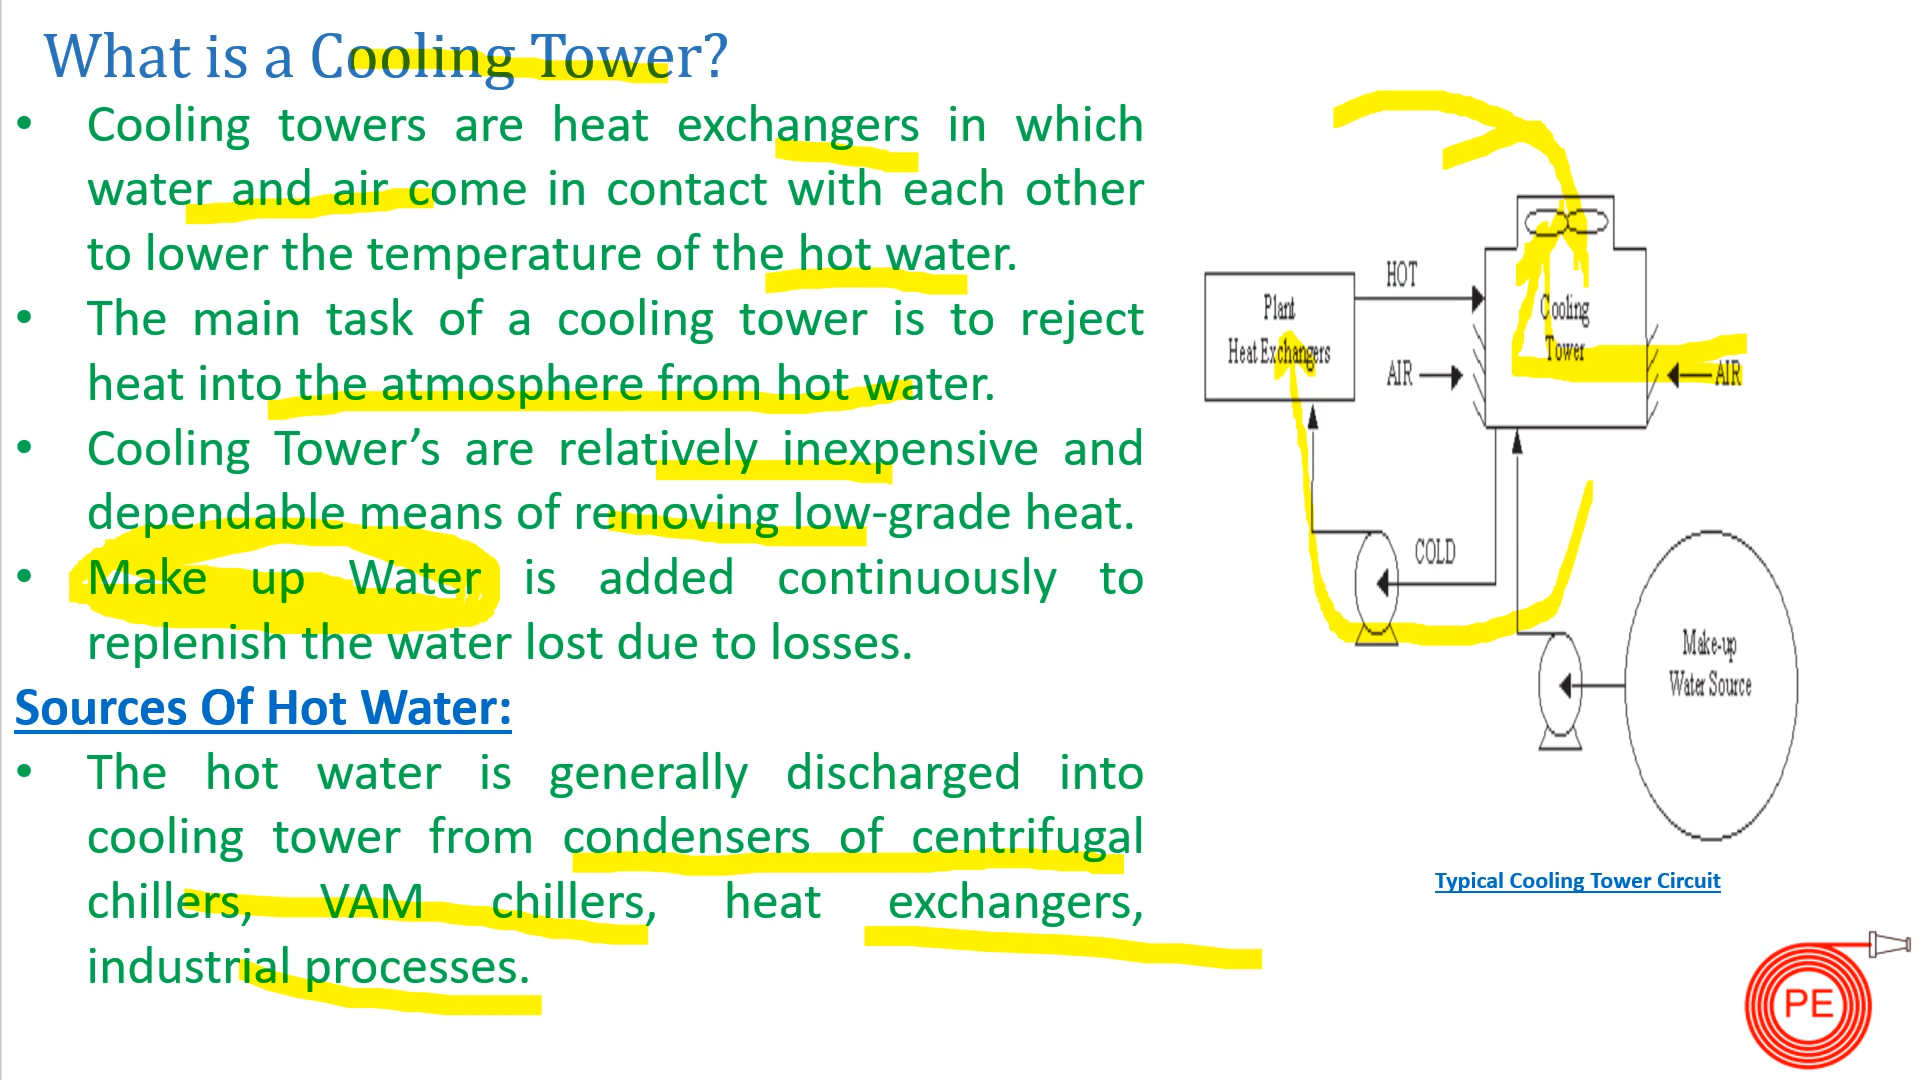 What is a Cooling Tower?
• Cooling towers are heat exchangers in which
water and air come in contact with each other
to lower the temperature of the hot water.
• The main task of a cooling tower is to reject
heat into the atmosphere from hot water.
• Cooling Tower’s are relatively inexpensive and
dependable means of removing low-grade heat.
• Make up Water is added continuously to
replenish the water lost due to losses.
Sources Of Hot Water:
• The hot water is generally discharged into
cooling tower from condensers of centrifugal
chillers, VAM chillers, heat exchangers,
industrial processes.
Plant
Heat Exchangers
HOT
AIR
Cooling
Tower
AIR
COLD
Make-up
Water Source
Typical Cooling Tower Circuit
PE